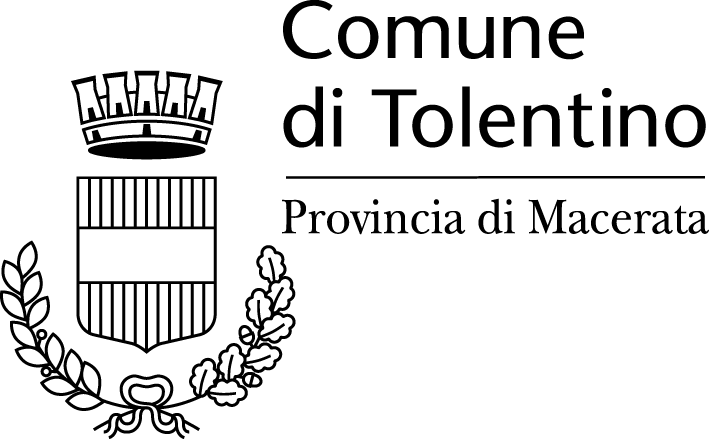 Comune
di Tolentino
Provincia di Macerata